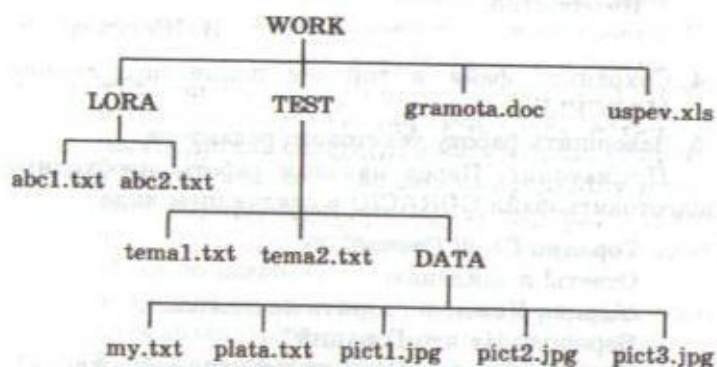 WORK
LORA TEST gramota.doc uspev.xls
abc1.txt abc2.txt
tema1.txt tema2.txt DATA
my.txt plata.txt pict1.jpg pict2.jpg pict3.jpg